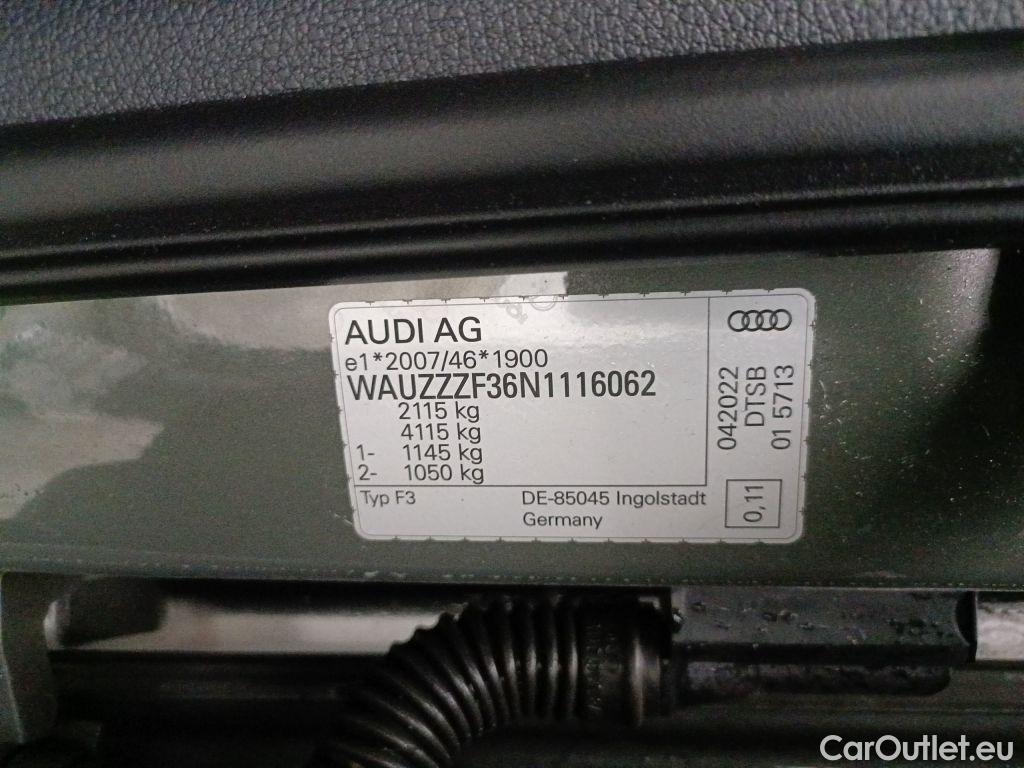 AUDI AG
e1*2007/46*1900
WAUZZZF36N1116062
2115 kg
4115 kg
1- 1145 kg
2- 1050 kg
Typ F3
DE-85045 Ingolstadt
Germany
042022
DTSB
01 5713
0,11
CarOutlet.eu